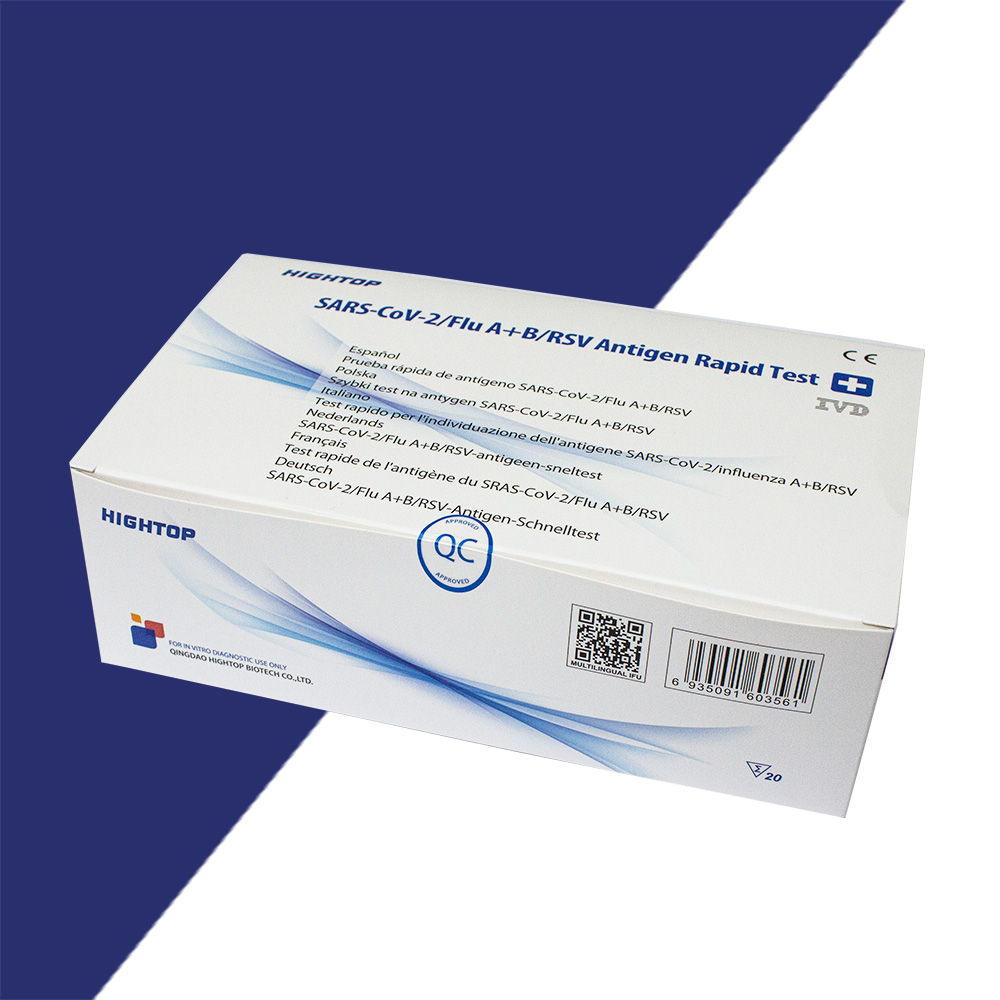 HIGHTOP
SARS-CoV-2/Flu A+B/RSV Antigen Rapid Test
CE
IVD
Español
Prueba rápida de antígeno SARS-CoV-2/Flu A+B/RSV
Polska
Szybki test na antygen SARS-CoV-2/Flu A+B/RSV
Italiano
Test rapido per l'individuazione dell'antigene SARS-CoV-2/influenza A+B/RSV
Nederlands
SARS-CoV-2/Flu A+B/RSV-antigeen-sneltest
Français
Test rapide de l'antigène du SRAS-CoV-2/Flu A+B/RSV
Deutsch
SARS-CoV-2/Flu A+B/RSV-Antigen-Schnelltest
APPROVED
QC
APPROVED
HIGHTOP
FOR IN VITRO DIAGNOSTIC USE ONLY
QINGDAO HIGHTOP BIOTECH CO.,LTD.
MULTILINGUAL IFU
6 935091 603561
Σ 20